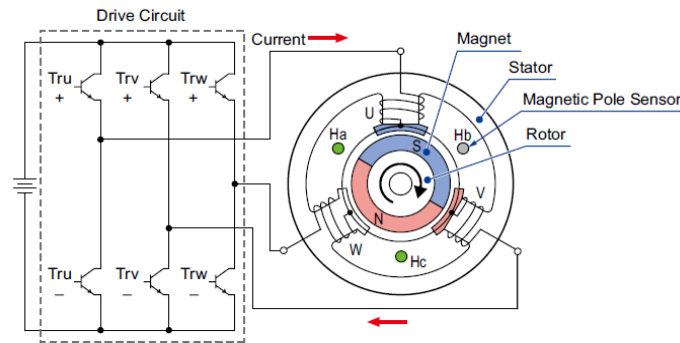 Drive Circuit
Current
Magnet
Stator
Magnetic Pole Sensor
Rotor
Tru
+
Trv
+
Trw
+
U
Ha
Hb
S
N
V
W
Hc
Tru
−
Trv
−
Trw
−